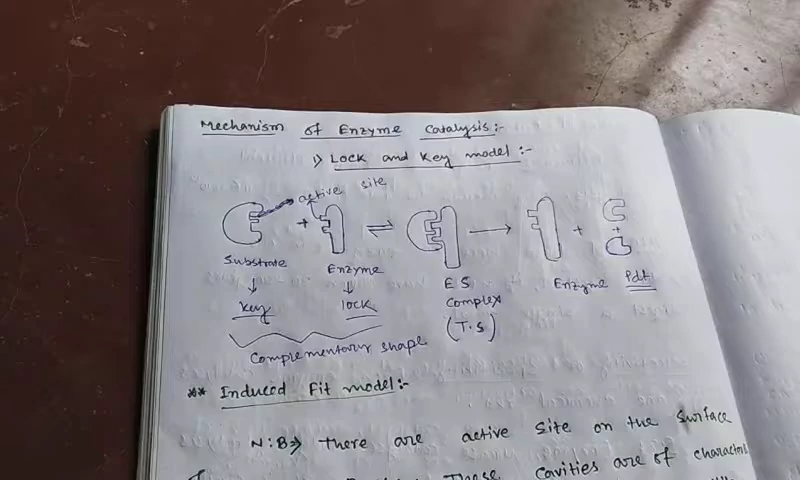 Mechanism of Enzyme Catalysis:-
1) Lock and Key model:-
active site
+ ⇌ → + +
Substrate Enzyme ES Complex (T.S) Enzyme Pdt
↓ ↓
Key lock
Complementary shape
** Induced Fit model:-
N:B⇒ There are active site on the surface
These cavities are of